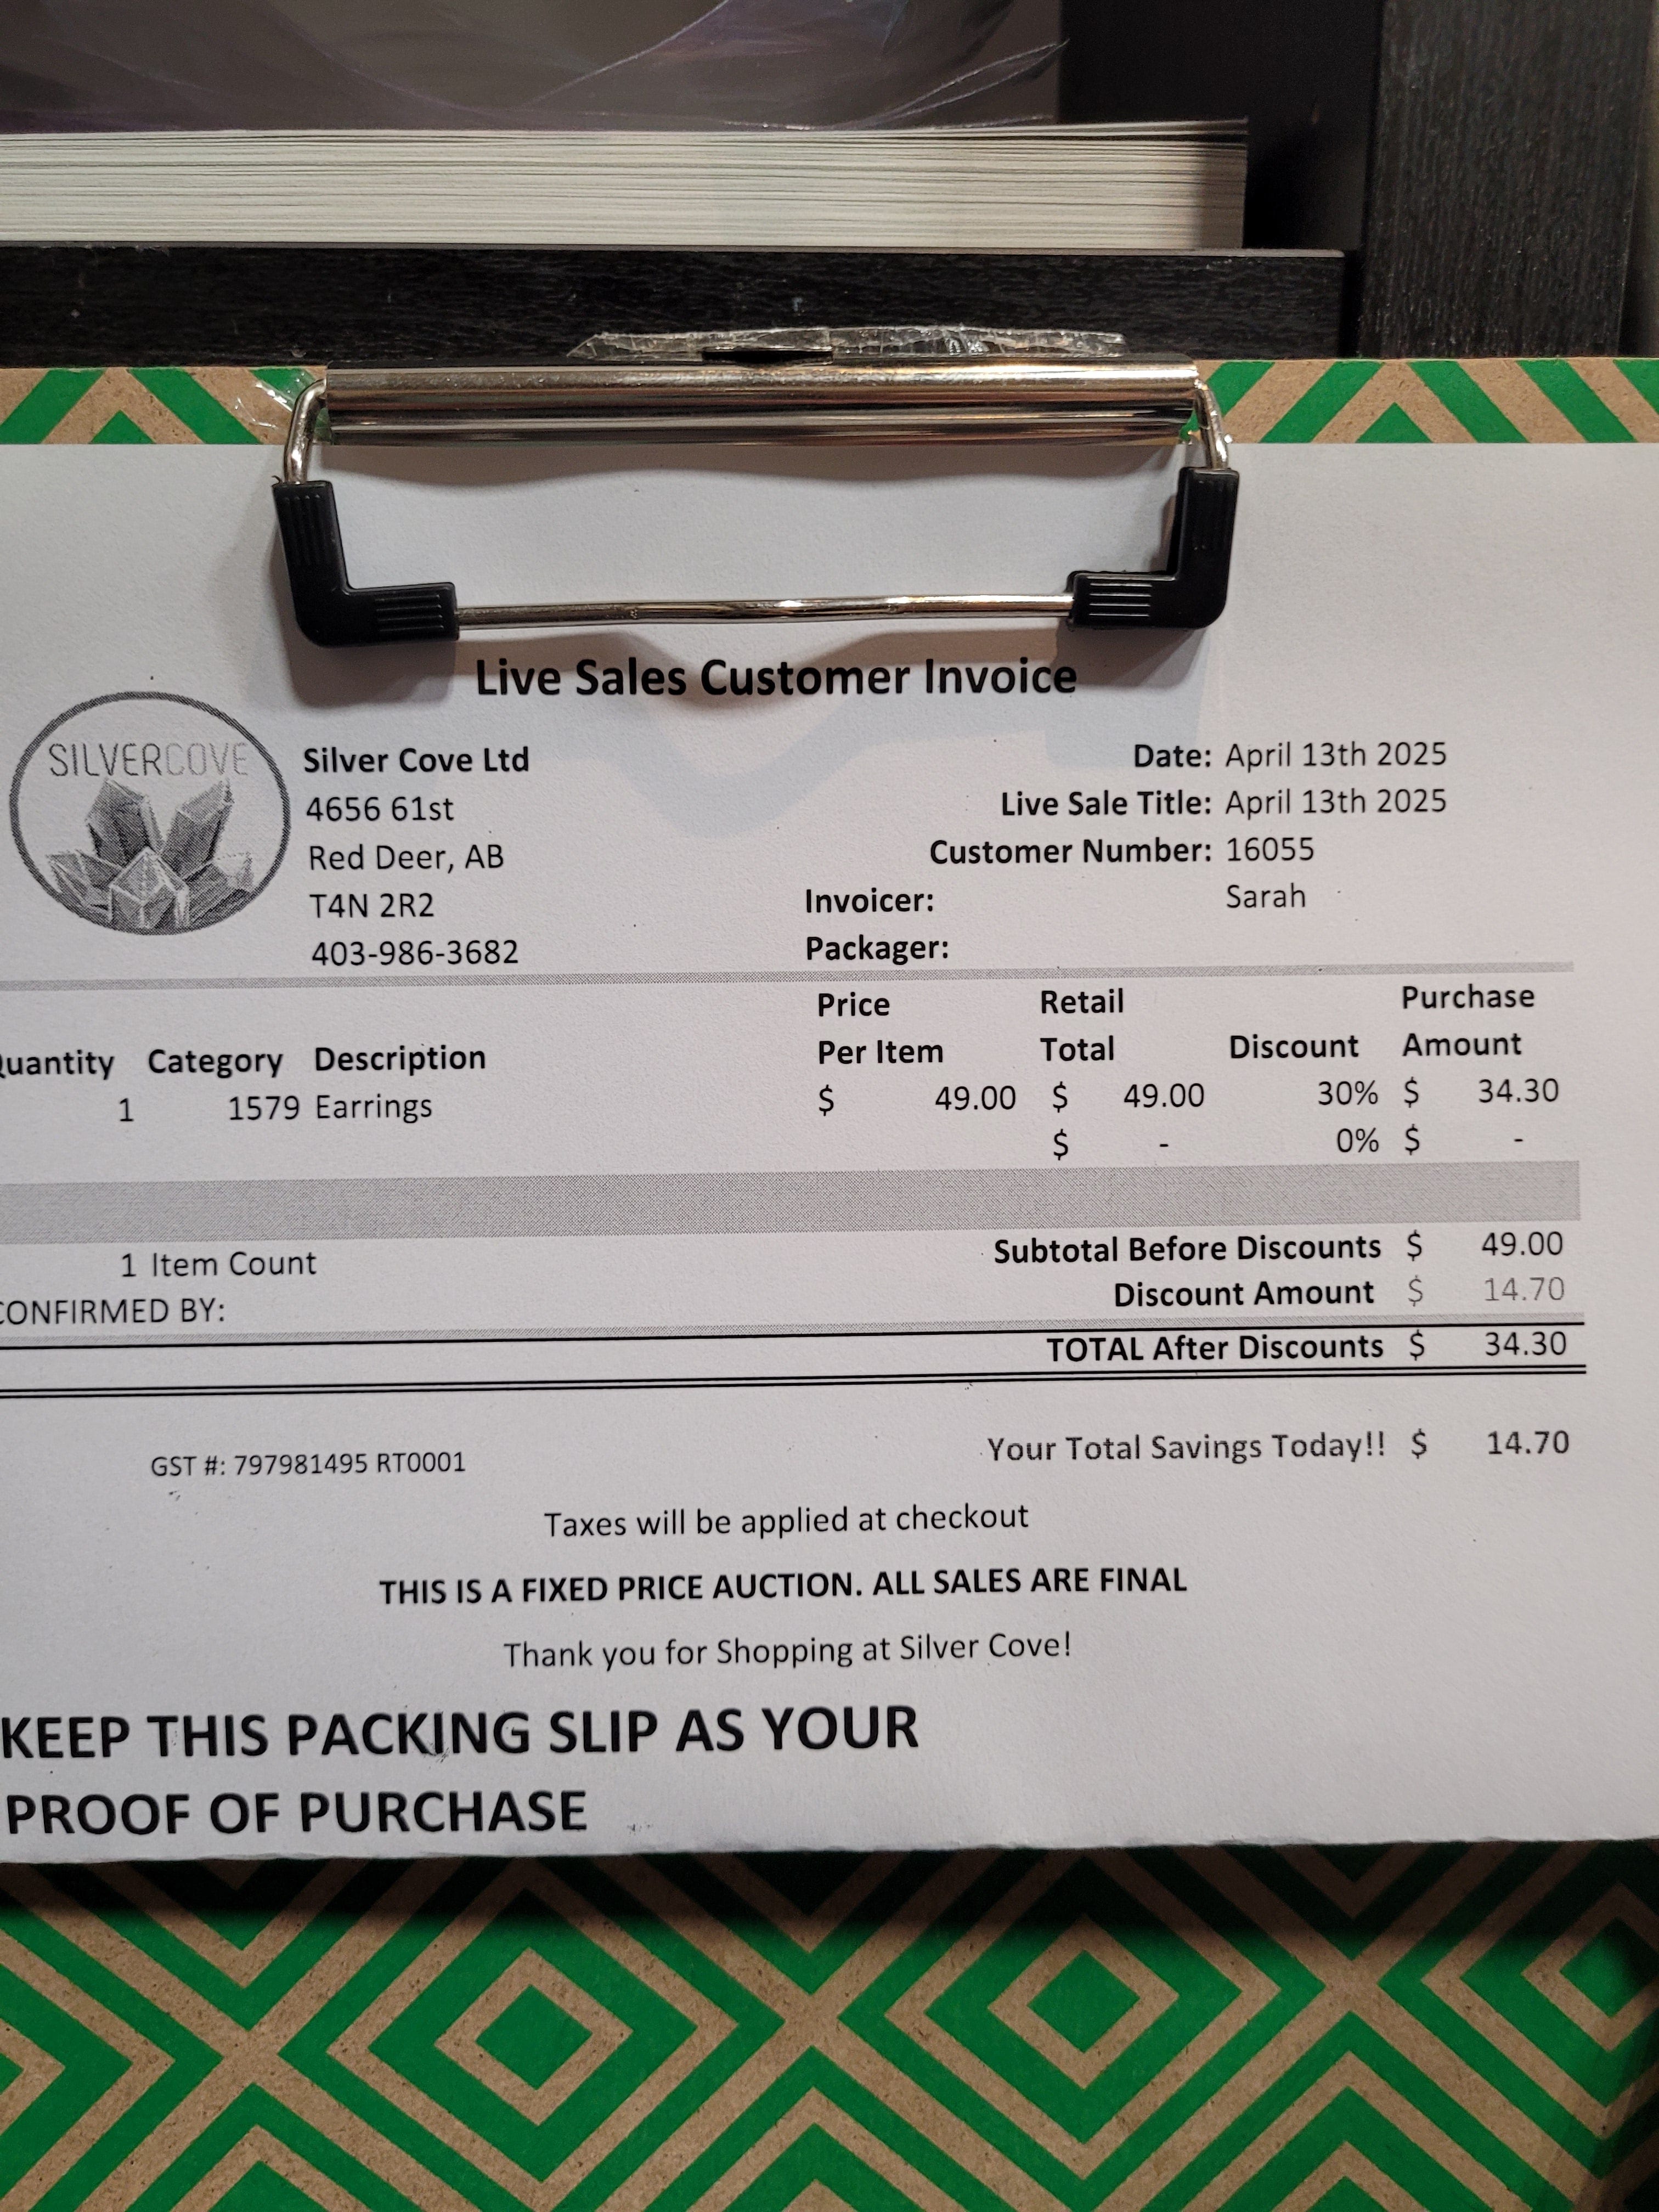 Live Sales Customer Invoice
SILVERCOVE
Silver Cove Ltd
4656 61st
Red Deer, AB
T4N 2R2
403-986-3682
Date: April 13th 2025
Live Sale Title: April 13th 2025
Customer Number: 16055
Invoicer: Sarah
Packager:
Quantity Category Description Price Per Item Retail Total Discount Purchase Amount
1 1579 Earrings $ 49.00 $ 49.00 30% $ 34.30
$ - 0% $ -
1 Item Count Subtotal Before Discounts $ 49.00
CONFIRMED BY: Discount Amount $ 14.70
TOTAL After Discounts $ 34.30
GST #: 797981495 RT0001 Your Total Savings Today!! $ 14.70
Taxes will be applied at checkout
THIS IS A FIXED PRICE AUCTION. ALL SALES ARE FINAL
Thank you for Shopping at Silver Cove!
KEEP THIS PACKING SLIP AS YOUR
PROOF OF PURCHASE